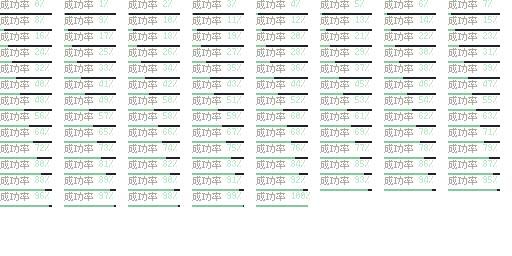 成功率 0% 成功率 1% 成功率 2% 成功率 3% 成功率 4% 成功率 5% 成功率 6% 成功率 7%
成功率 8% 成功率 9% 成功率 10% 成功率 11% 成功率 12% 成功率 13% 成功率 14% 成功率 15%
成功率 16% 成功率 17% 成功率 18% 成功率 19% 成功率 20% 成功率 21% 成功率 22% 成功率 23%
成功率 24% 成功率 25% 成功率 26% 成功率 27% 成功率 28% 成功率 29% 成功率 30% 成功率 31%
成功率 32% 成功率 33% 成功率 34% 成功率 35% 成功率 36% 成功率 37% 成功率 38% 成功率 39%
成功率 40% 成功率 41% 成功率 42% 成功率 43% 成功率 44% 成功率 45% 成功率 46% 成功率 47%
成功率 48% 成功率 49% 成功率 50% 成功率 51% 成功率 52% 成功率 53% 成功率 54% 成功率 55%
成功率 56% 成功率 57% 成功率 58% 成功率 59% 成功率 60% 成功率 61% 成功率 62% 成功率 63%
成功率 64% 成功率 65% 成功率 66% 成功率 67% 成功率 68% 成功率 69% 成功率 70% 成功率 71%
成功率 72% 成功率 73% 成功率 74% 成功率 75% 成功率 76% 成功率 77% 成功率 78% 成功率 79%
成功率 80% 成功率 81% 成功率 82% 成功率 83% 成功率 84% 成功率 85% 成功率 86% 成功率 87%
成功率 88% 成功率 89% 成功率 90% 成功率 91% 成功率 92% 成功率 93% 成功率 94% 成功率 95%
成功率 96% 成功率 97% 成功率 98% 成功率 99% 成功率 100%